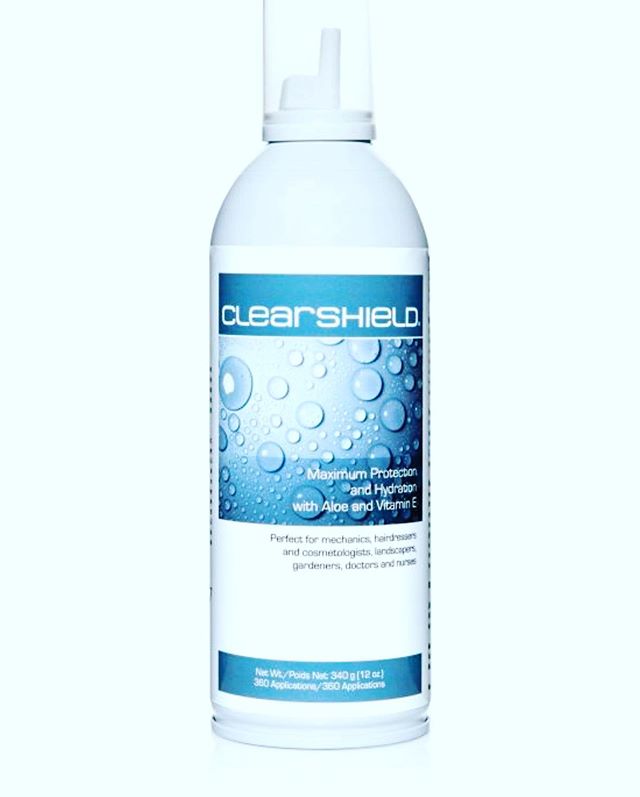 CLEARSHIELD®
Maximum Protection
and Hydration
with Aloe and Vitamin E
Perfect for mechanics, hairdressers
and cosmetologists, landscapers,
gardeners, doctors and nurses
Net Wt./Poids Net: 340 g (12 oz.)
360 Applications/360 Applications